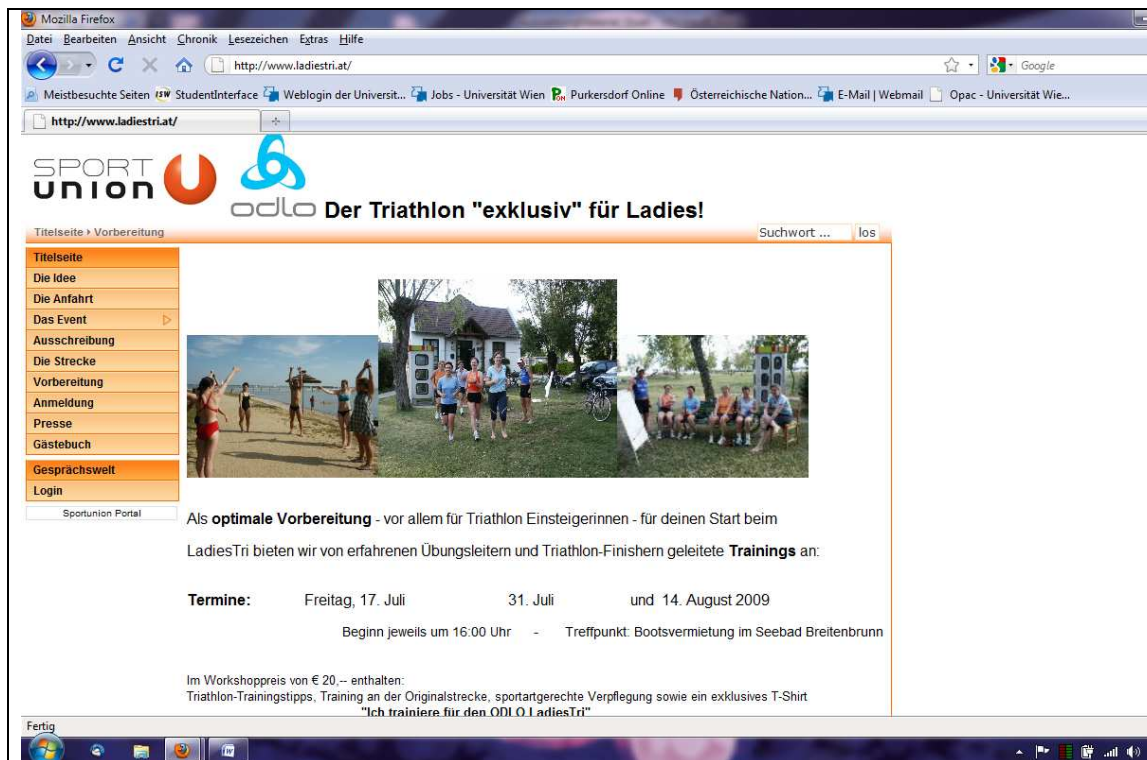 Mozilla Firefox
Datei Bearbeiten Ansicht Chronik Lesezeichen Extras Hilfe
http://www.ladiestri.at/
Google
Meistbesuchte Seiten StudentInterface Weblogin der Universit... Jobs - Universität Wien Purkersdorf Online Österreichische Nation... E-Mail | Webmail Opac - Universität Wie...
http://www.ladiestri.at/
SPORT
union
odlo Der Triathlon "exklusiv" für Ladies!
Titelseite Vorbereitung
Suchwort ... los
Titelseite
Die Idee
Die Anfahrt
Das Event
Ausschreibung
Die Strecke
Vorbereitung
Anmeldung
Presse
Gästebuch
Gesprächswelt
Login
Sportunion Portal
Als optimale Vorbereitung - vor allem für Triathlon Einsteigerinnen - für deinen Start beim
LadiesTri bieten wir von erfahrenen Übungsleitern und Triathlon-Finishern geleitete Trainings an:
Termine: Freitag, 17. Juli 31. Juli und 14. August 2009
Beginn jeweils um 16:00 Uhr - Treffpunkt: Bootsvermietung im Seebad Breitenbrunn
Im Workshoppreis von € 20,-- enthalten:
Triathlon-Trainingstipps, Training an der Originalstrecke, sportartgerechte Verpflegung sowie ein exklusives T-Shirt
"Ich trainiere für den ODLO LadiesTri"
Fertig